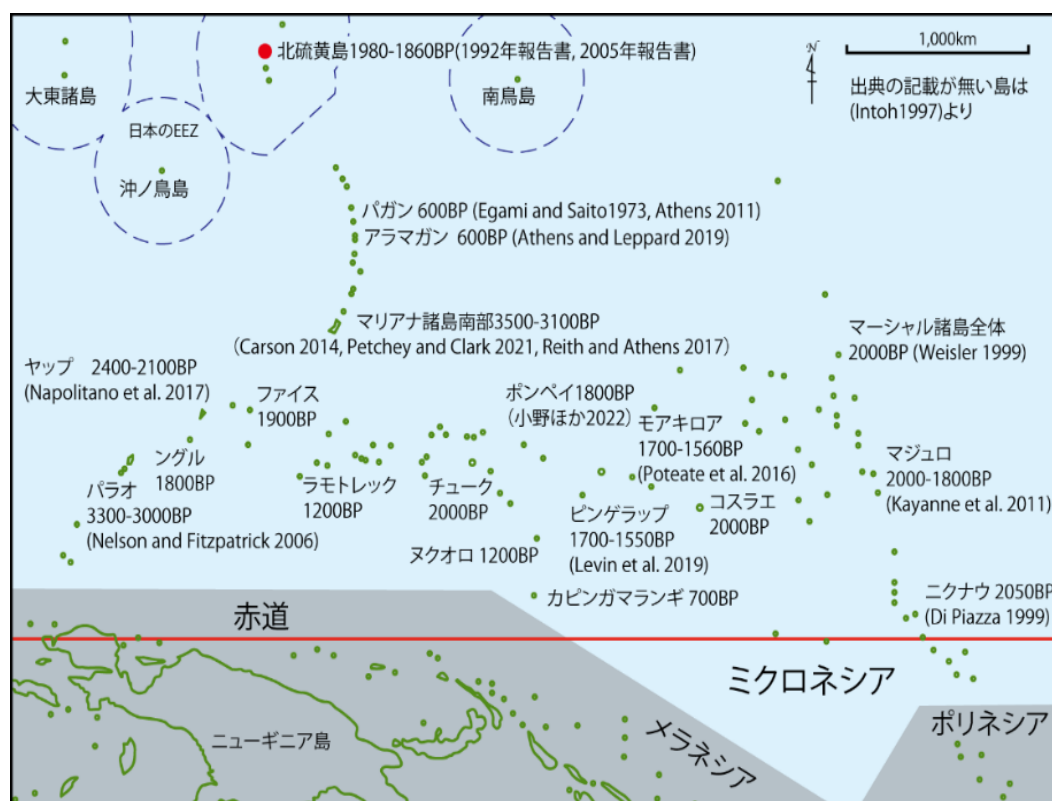 北硫黄島1980-1860BP(1992年報告書, 2005年報告書)
N
1,000km
大東諸島
南鳥島
出典の記載が無い島は
(Intoh1997)より
日本のEEZ
沖ノ鳥島
パガン 600BP (Egami and Saito1973, Athens 2011)
アラマガン 600BP (Athens and Leppard 2019)
マリアナ諸島南部3500-3100BP
(Carson 2014, Petchey and Clark 2021, Reith and Athens 2017)
マーシャル諸島全体
2000BP (Weisler 1999)
ヤップ 2400-2100BP
(Napolitano et al. 2017)
ファイス
1900BP
ポンペイ1800BP
(小野ほか2022)
モアキロア
1700-1560BP
(Poteate et al. 2016)
マジュロ
2000-1800BP
(Kayanne et al. 2011)
ングル
1800BP
パラオ
3300-3000BP
(Nelson and Fitzpatrick 2006)
ラモトレック
1200BP
チューク
2000BP
コスラエ
2000BP
ピンゲラップ
1700-1550BP
(Levin et al. 2019)
ヌクオロ 1200BP
カピンガマランギ 700BP
ニクナウ 2050BP
(Di Piazza 1999)
赤道
ミクロネシア
ニューギニア島
メラネシア
ポリネシア